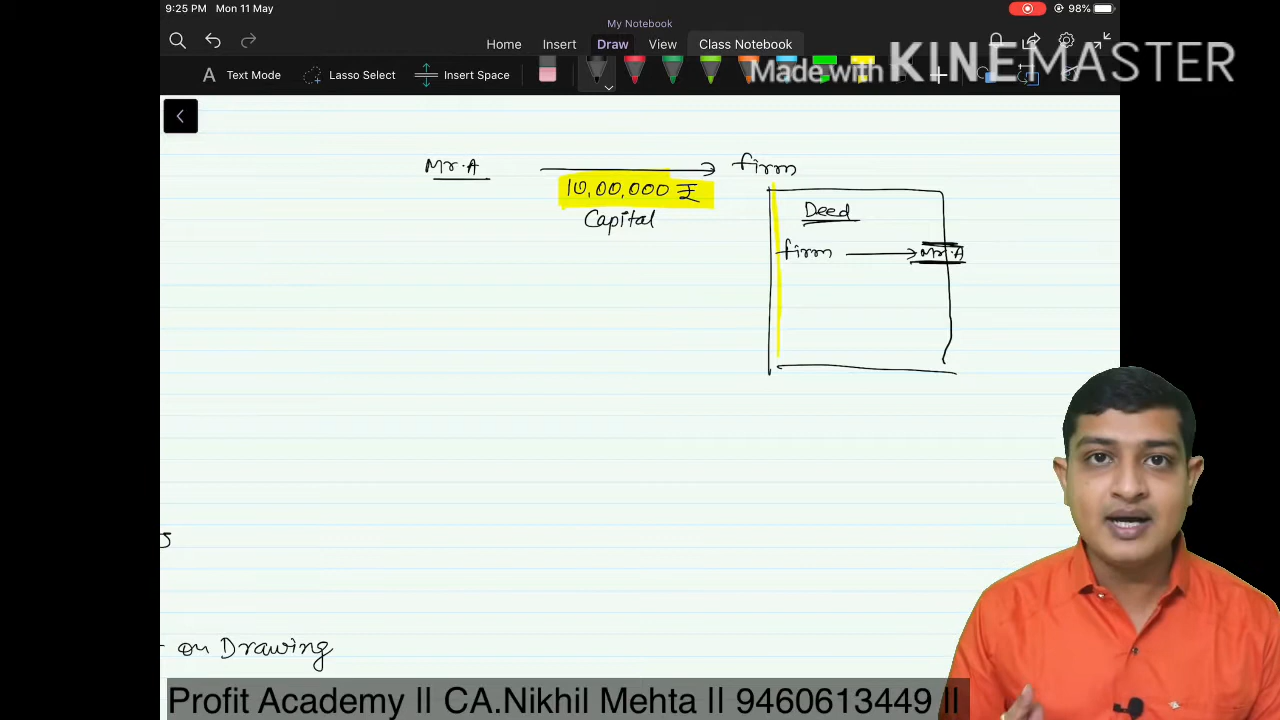 9:25 PM Mon 11 May
98%
My Notebook
Home Insert Draw View Class Notebook
Made with KINEMASTER
Text Mode Lasso Select Insert Space
Mr.A firm
10,00,000 ₹
Capital
Deed
firm Mr.A
on Drawing
Profit Academy ll CA.Nikhil Mehta ll 9460613449 ll